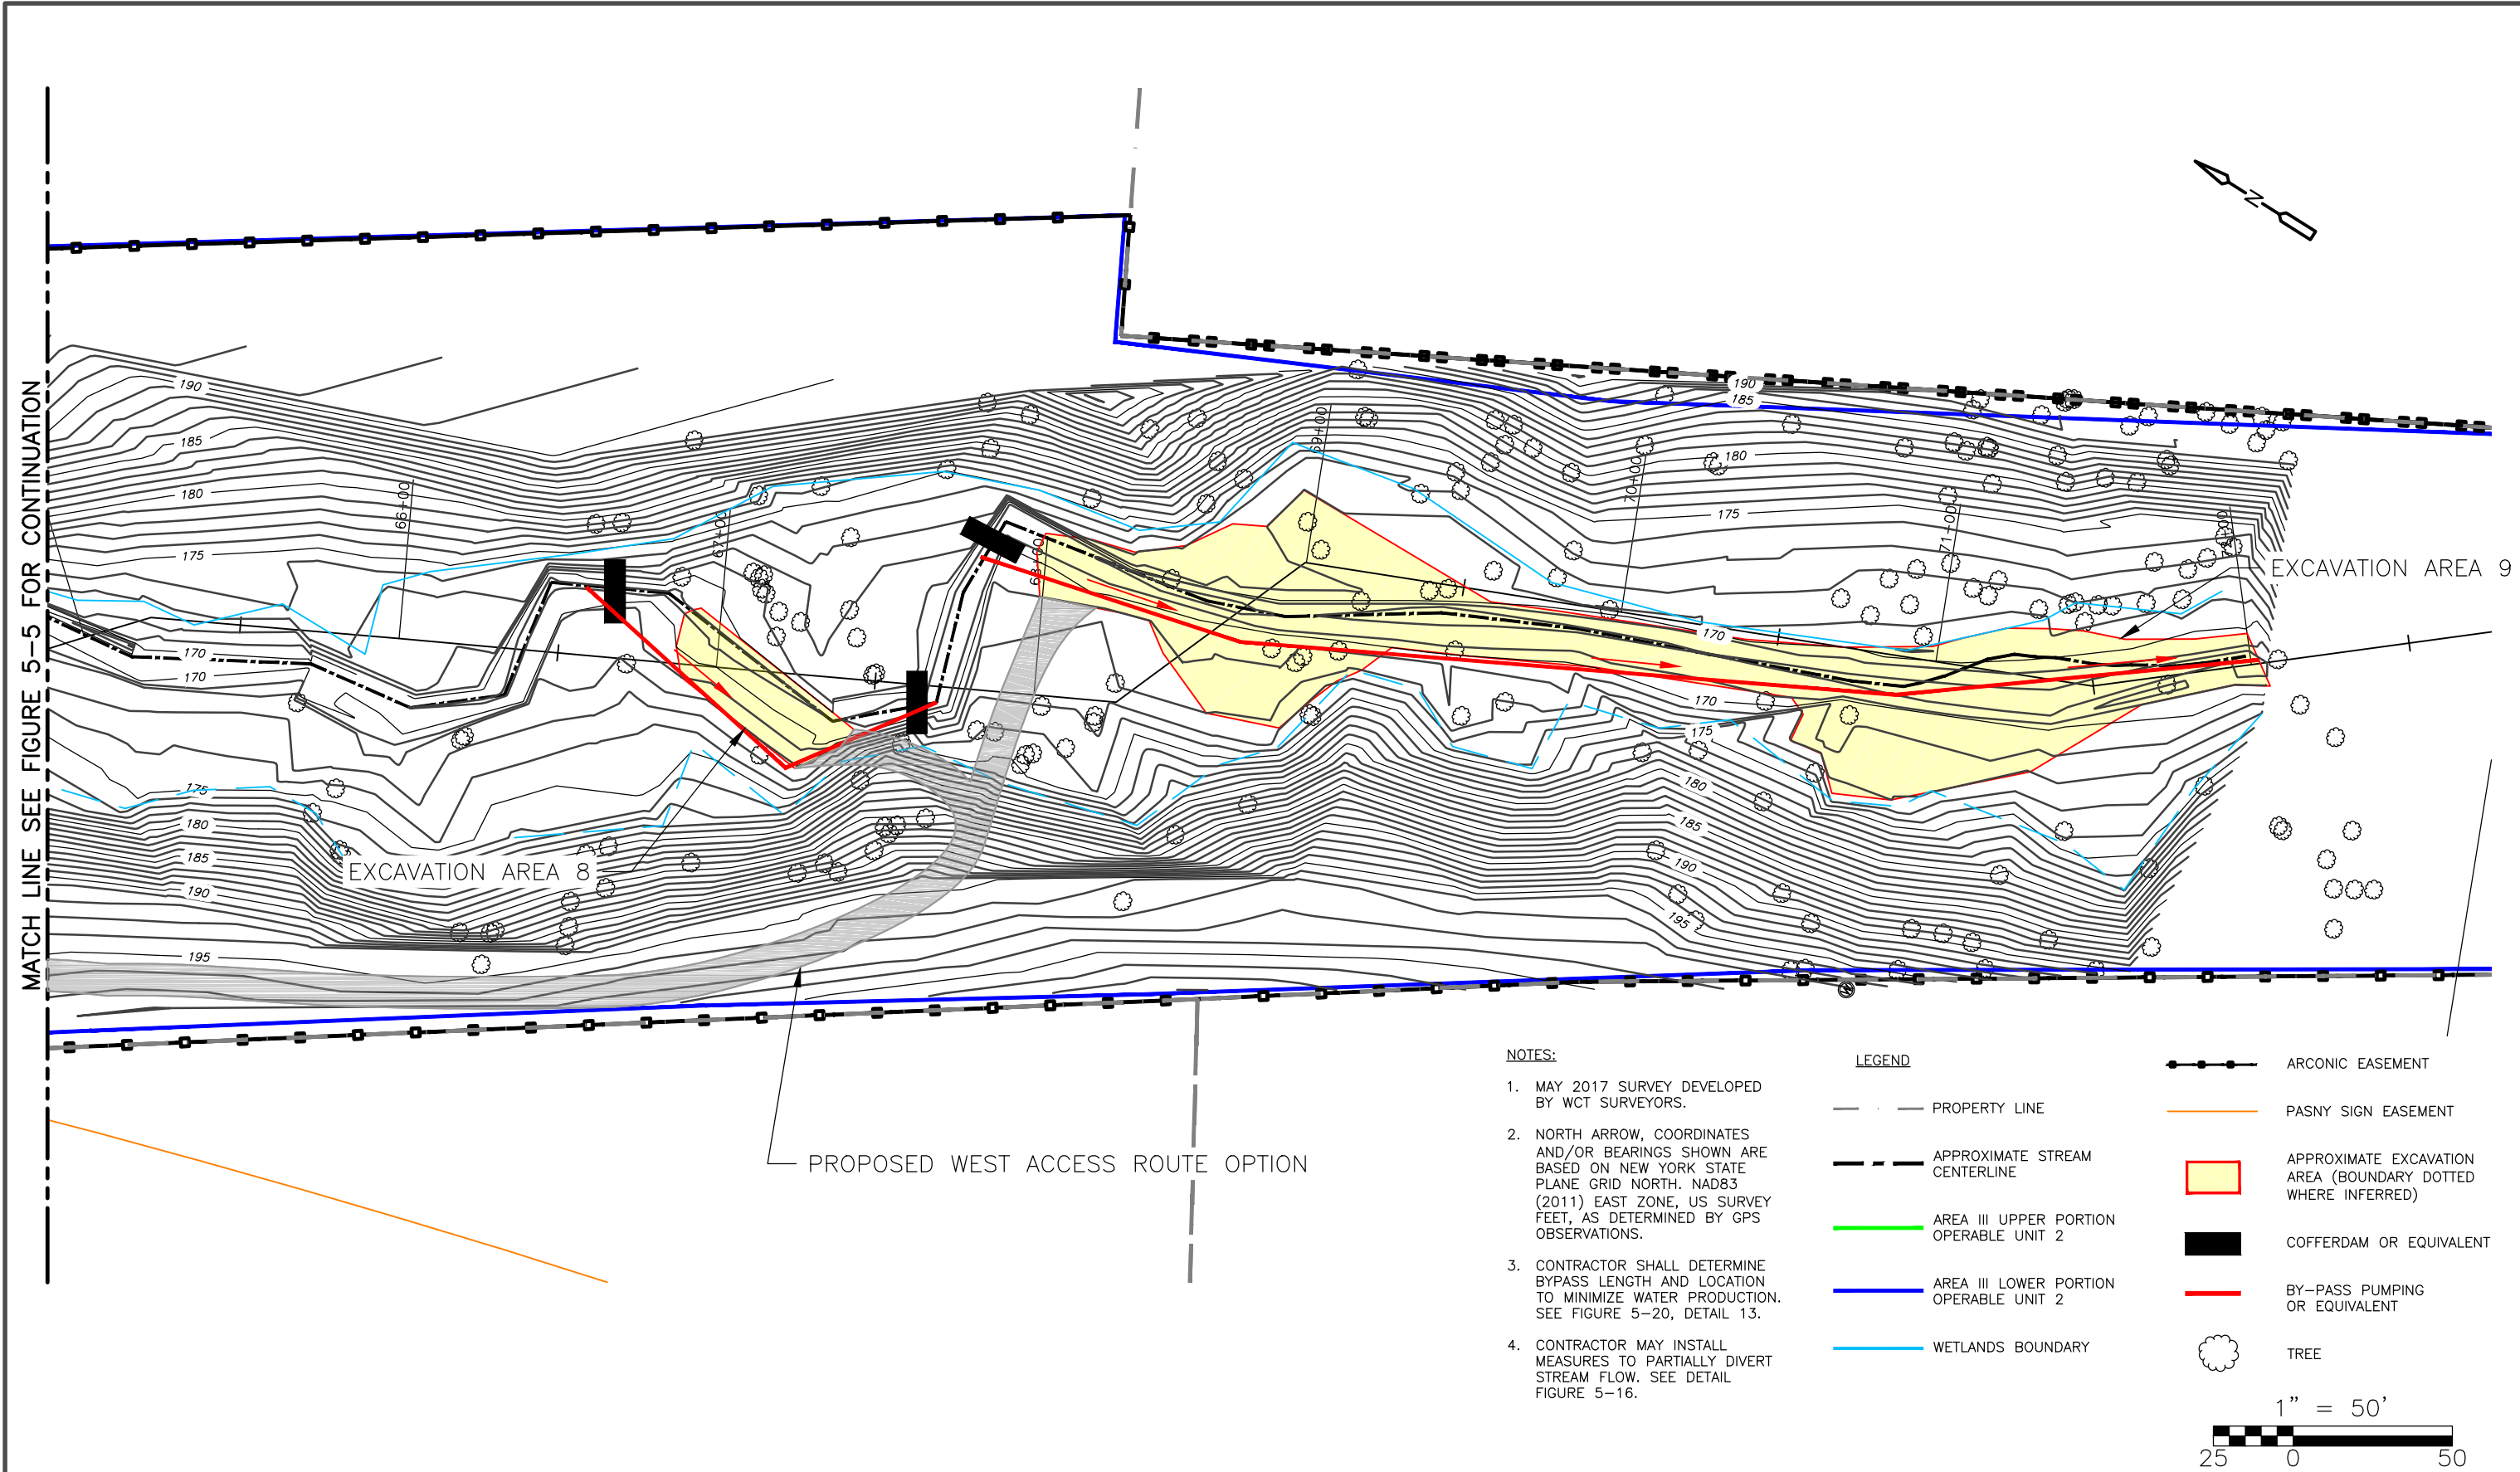 MATCH LINE SEE FIGURE 5-5 FOR CONTINUATION
N
190
185
180
175
170
170
175
180
185
190
195
66+00
67+00
69+00
70+00
71+00
190
185
180
175
170
170
175
180
185
190
195
EXCAVATION AREA 9
EXCAVATION AREA 8
PROPOSED WEST ACCESS ROUTE OPTION
NOTES:
1. MAY 2017 SURVEY DEVELOPED
BY WCT SURVEYORS.
2. NORTH ARROW, COORDINATES
AND/OR BEARINGS SHOWN ARE
BASED ON NEW YORK STATE
PLANE GRID NORTH. NAD83
(2011) EAST ZONE, US SURVEY
FEET, AS DETERMINED BY GPS
OBSERVATIONS.
3. CONTRACTOR SHALL DETERMINE
BYPASS LENGTH AND LOCATION
TO MINIMIZE WATER PRODUCTION.
SEE FIGURE 5-20, DETAIL 13.
4. CONTRACTOR MAY INSTALL
MEASURES TO PARTIALLY DIVERT
STREAM FLOW. SEE DETAIL
FIGURE 5-16.
LEGEND
PROPERTY LINE
APPROXIMATE STREAM
CENTERLINE
AREA III UPPER PORTION
OPERABLE UNIT 2
AREA III LOWER PORTION
OPERABLE UNIT 2
WETLANDS BOUNDARY
ARCONIC EASEMENT
PASNY SIGN EASEMENT
APPROXIMATE EXCAVATION
AREA (BOUNDARY DOTTED
WHERE INFERRED)
COFFERDAM OR EQUIVALENT
BY-PASS PUMPING
OR EQUIVALENT
TREE
1" = 50'
25 0 50